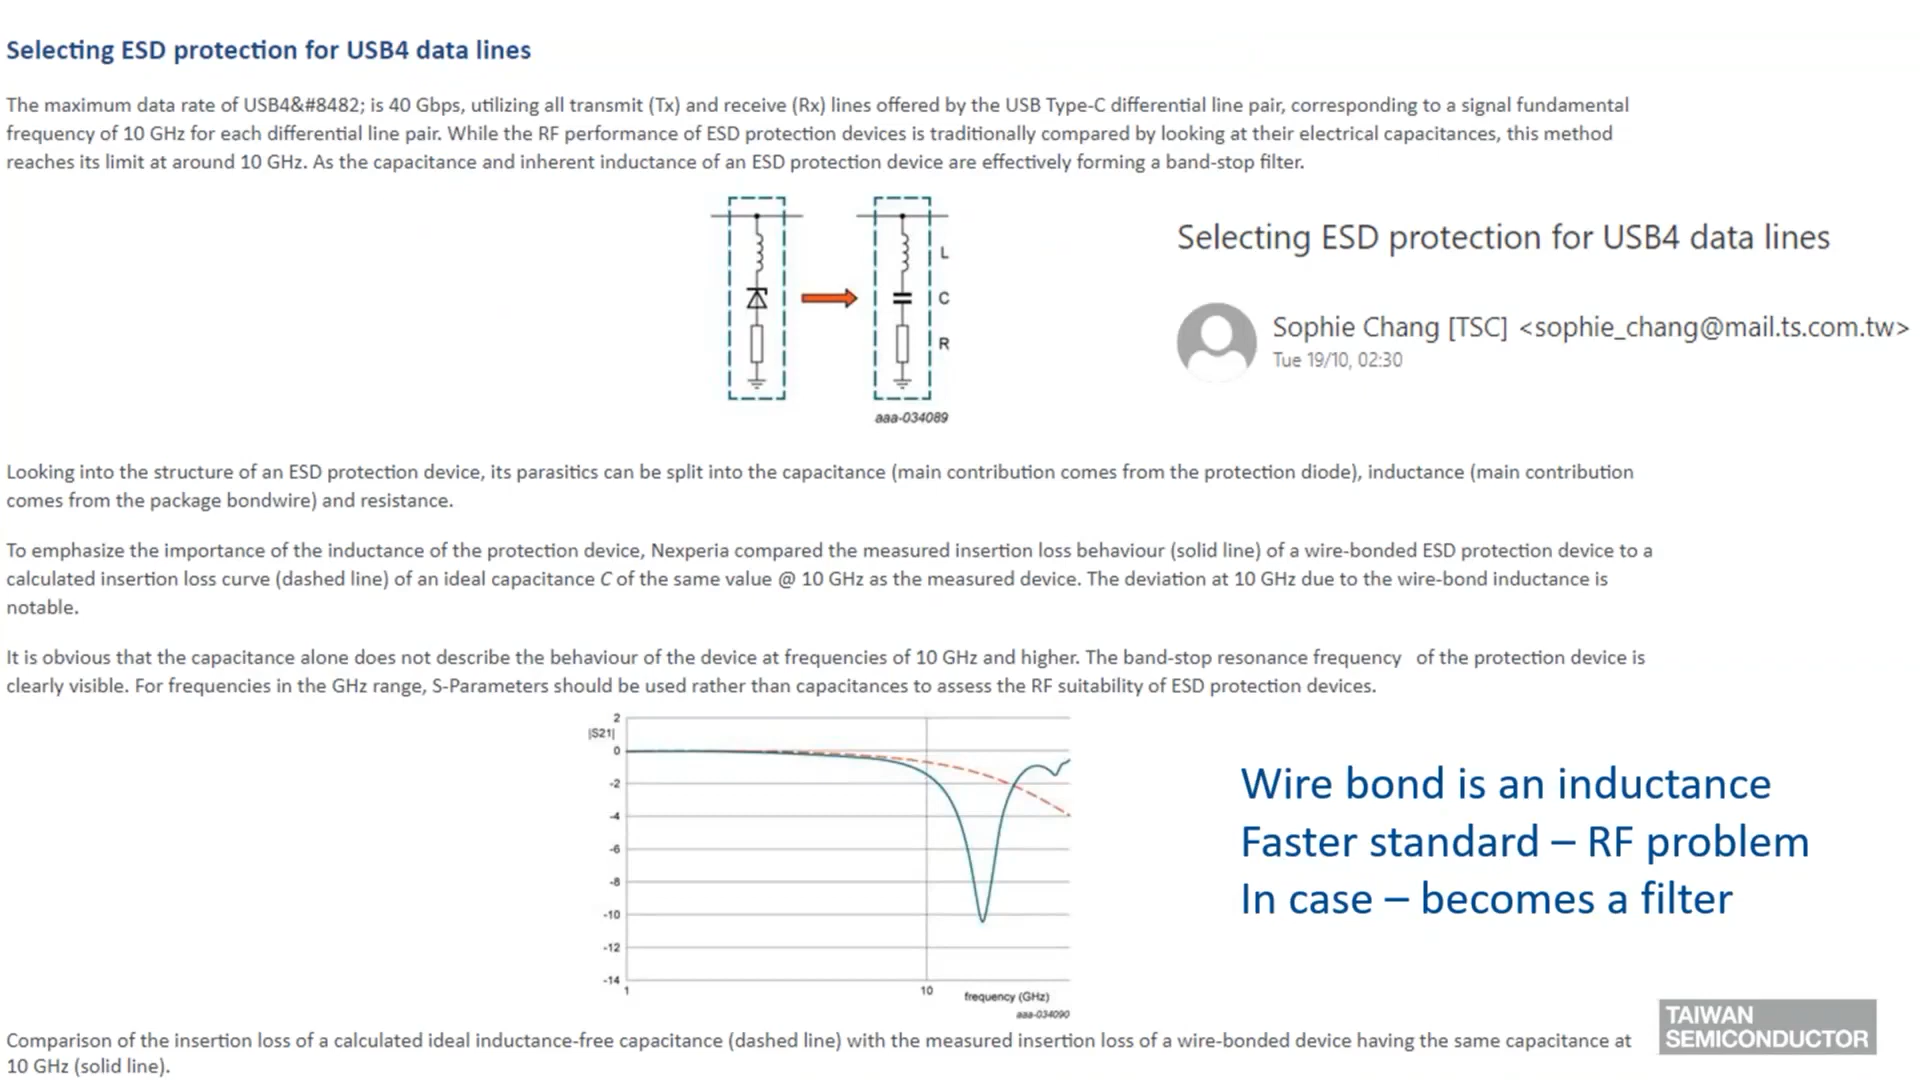 Selecting ESD protection for USB4 data lines
The maximum data rate of USB4&#8482; is 40 Gbps, utilizing all transmit (Tx) and receive (Rx) lines offered by the USB Type-C differential line pair, corresponding to a signal fundamental
frequency of 10 GHz for each differential line pair. While the RF performance of ESD protection devices is traditionally compared by looking at their electrical capacitances, this method
reaches its limit at around 10 GHz. As the capacitance and inherent inductance of an ESD protection device are effectively forming a band-stop filter.
L
C
R
aaa-034089
Selecting ESD protection for USB4 data lines
Sophie Chang [TSC] <sophie_chang@mail.ts.com.tw>
Tue 19/10, 02:30
Looking into the structure of an ESD protection device, its parasitics can be split into the capacitance (main contribution comes from the protection diode), inductance (main contribution
comes from the package bondwire) and resistance.
To emphasize the importance of the inductance of the protection device, Nexperia compared the measured insertion loss behaviour (solid line) of a wire-bonded ESD protection device to a
calculated insertion loss curve (dashed line) of an ideal capacitance C of the same value @ 10 GHz as the measured device. The deviation at 10 GHz due to the wire-bond inductance is
notable.
It is obvious that the capacitance alone does not describe the behaviour of the device at frequencies of 10 GHz and higher. The band-stop resonance frequency of the protection device is
clearly visible. For frequencies in the GHz range, S-Parameters should be used rather than capacitances to assess the RF suitability of ESD protection devices.
2
|S21|
0
-2
-4
-6
-8
-10
-12
-14
1
10
frequency (GHz)
aaa-034090
Wire bond is an inductance
Faster standard – RF problem
In case – becomes a filter
TAIWAN
SEMICONDUCTOR
Comparison of the insertion loss of a calculated ideal inductance-free capacitance (dashed line) with the measured insertion loss of a wire-bonded device having the same capacitance at
10 GHz (solid line).